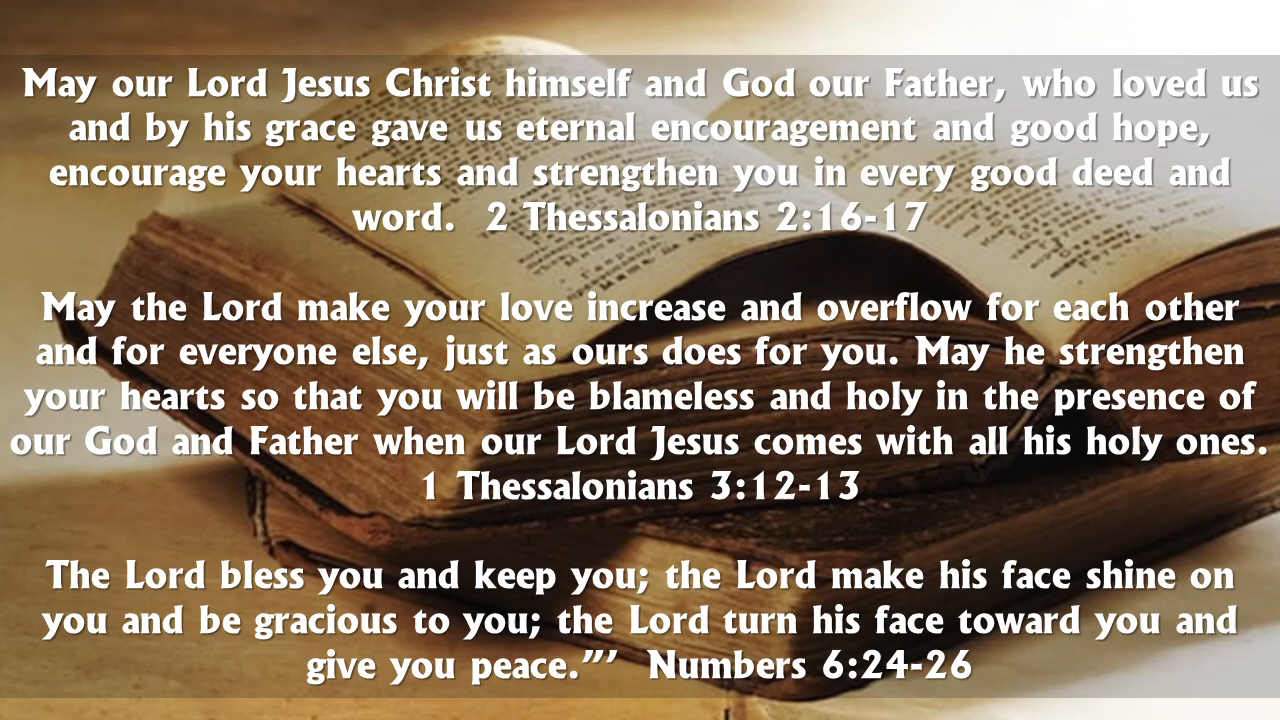 May our Lord Jesus Christ himself and God our Father, who loved us
and by his grace gave us eternal encouragement and good hope,
encourage your hearts and strengthen you in every good deed and
word. 2 Thessalonians 2:16-17
May the Lord make your love increase and overflow for each other
and for everyone else, just as ours does for you. May he strengthen
your hearts so that you will be blameless and holy in the presence of
our God and Father when our Lord Jesus comes with all his holy ones.
1 Thessalonians 3:12-13
The Lord bless you and keep you; the Lord make his face shine on
you and be gracious to you; the Lord turn his face toward you and
give you peace.”’ Numbers 6:24-26